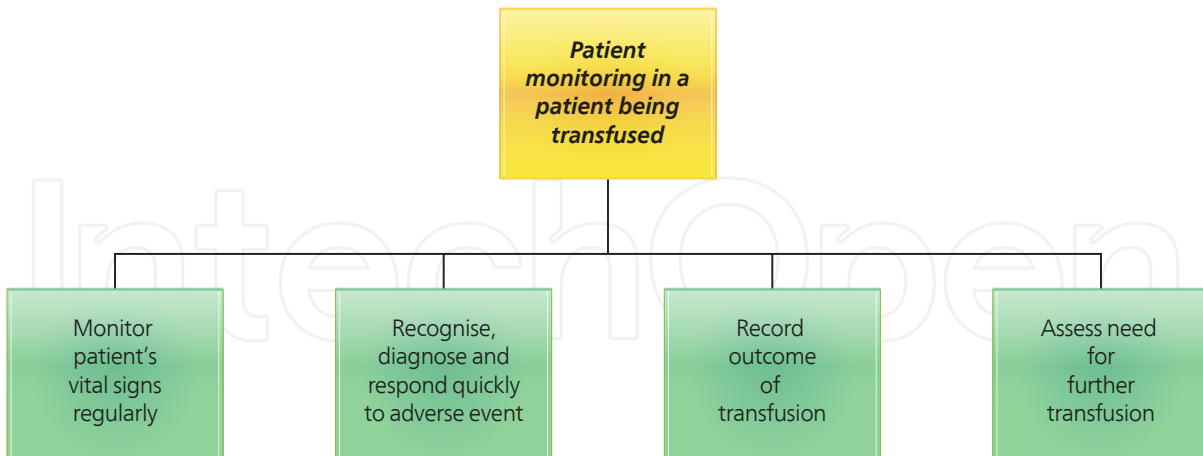 Patient
monitoring in a
patient being
transfused
IntechOpen
Monitor
patient's
vital signs
regularly
Recognise,
diagnose and
respond quickly
to adverse event
Record
outcome
of
transfusion
Assess need
for
further
transfusion